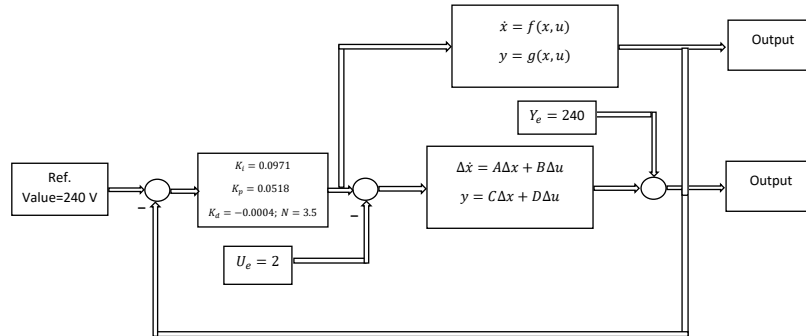 ẋ = f(x, u)
y = g(x, u)
Output
Y_e = 240
Ref.
Value=240 V
K_i = 0.0971
K_p = 0.0518
K_d = −0.0004; N = 3.5
Δẋ = AΔx + BΔu
y = CΔx + DΔu
Output
−
−
U_e = 2